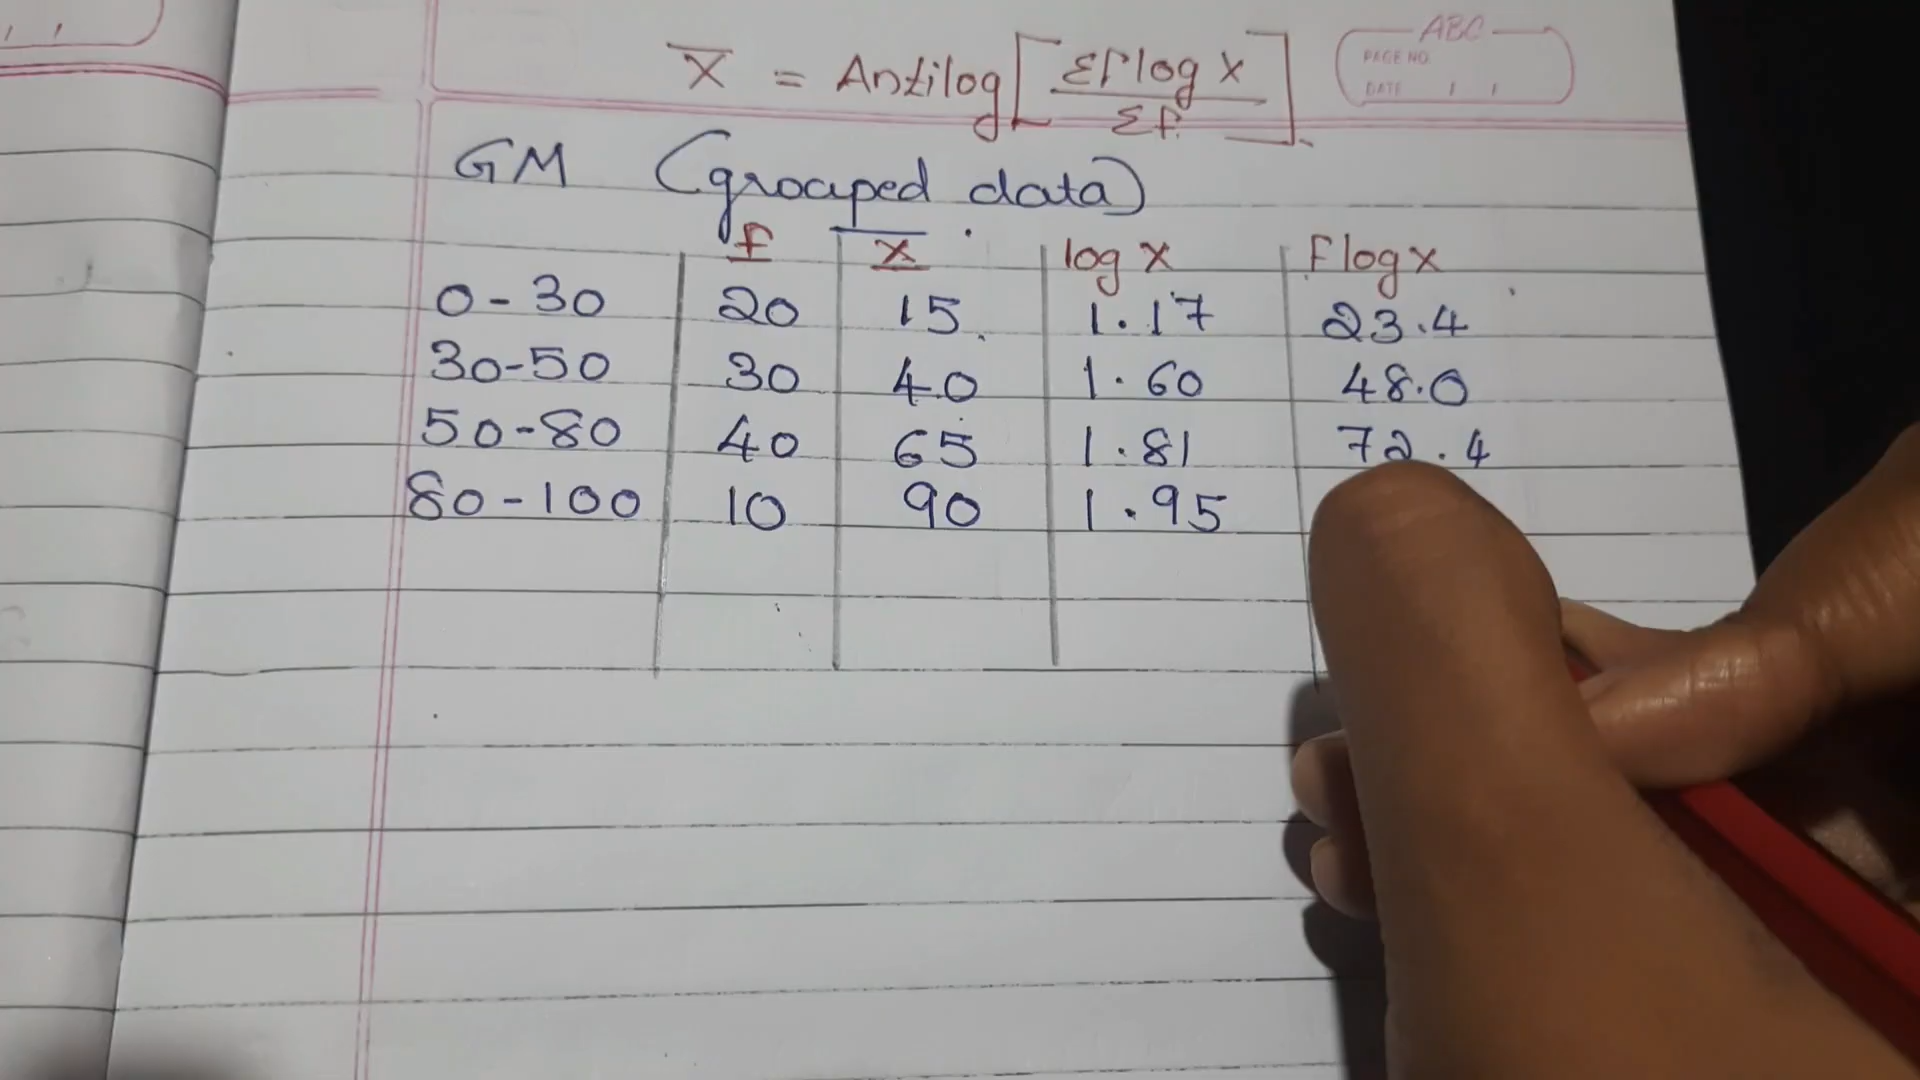 ABC
PAGE NO
DATE / /
X̅ = Antilog [ Σf log x / Σf ]
GM (grouped data)
f x log x f log x
0-30 20 15 1.17 23.4
30-50 30 40 1.60 48.0
50-80 40 65 1.81 72.4
80-100 10 90 1.95